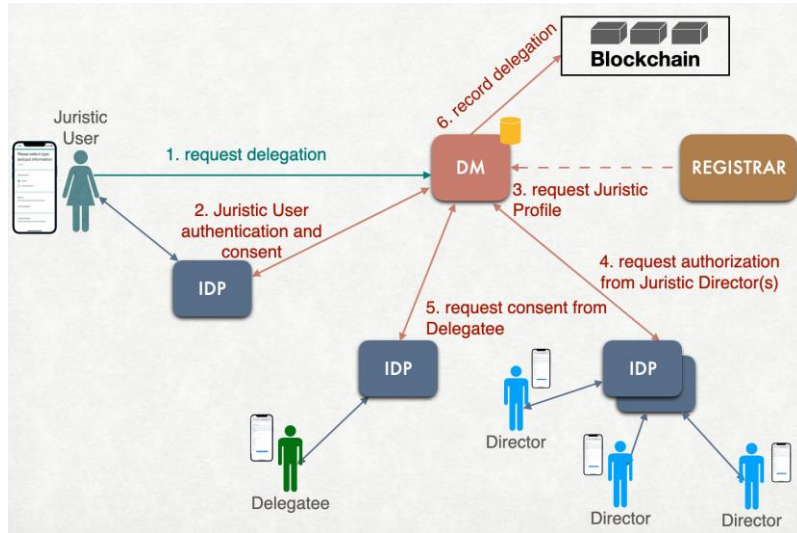 Blockchain
6. record delegation
Juristic
User
1. request delegation
DM
REGISTRAR
3. request Juristic
Profile
2. Juristic User
authentication and
consent
IDP
4. request authorization
from Juristic Director(s)
5. request consent from
Delegatee
IDP
IDP
Director
Delegatee
Director
Director